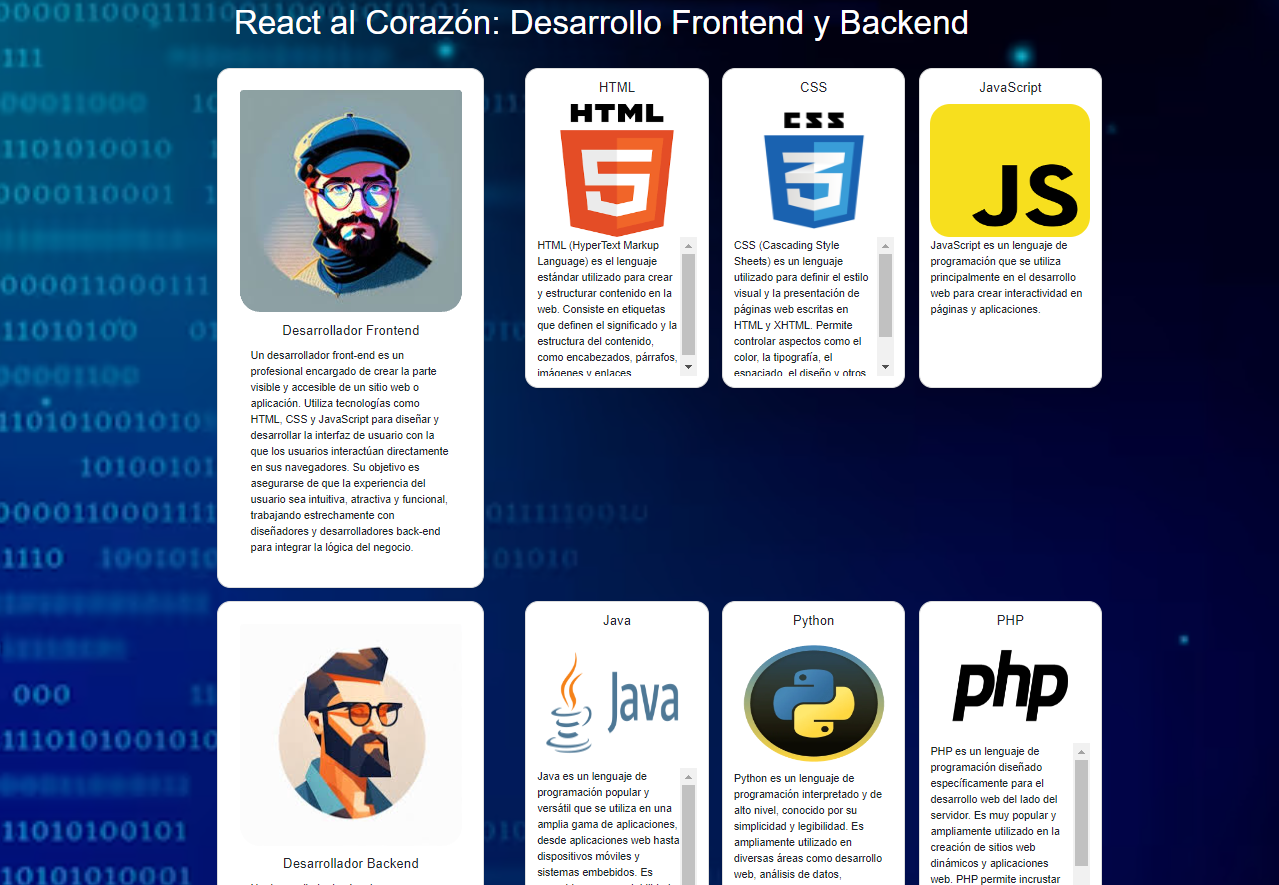 React al Corazón: Desarrollo Frontend y Backend
Desarrollador Frontend
Un desarrollador front-end es un
profesional encargado de crear la parte
visible y accesible de un sitio web o
aplicación. Utiliza tecnologías como
HTML, CSS y JavaScript para diseñar y
desarrollar la interfaz de usuario con la
que los usuarios interactúan directamente
en sus navegadores. Su objetivo es
asegurarse de que la experiencia del
usuario sea intuitiva, atractiva y funcional,
trabajando estrechamente con
diseñadores y desarrolladores back-end
para integrar la lógica del negocio.
HTML
HTML
5
HTML (HyperText Markup
Language) es el lenguaje
estándar utilizado para crear
y estructurar contenido en la
web. Consiste en etiquetas
que definen el significado y la
estructura del contenido,
como encabezados, párrafos,
imágenes y enlaces
CSS
CSS
3
CSS (Cascading Style
Sheets) es un lenguaje
utilizado para definir el estilo
visual y la presentación de
páginas web escritas en
HTML y XHTML. Permite
controlar aspectos como el
color, la tipografía, el
espaciado, el diseño y otros
JavaScript
JS
JavaScript es un lenguaje de
programación que se utiliza
principalmente en el desarrollo
web para crear interactividad en
páginas y aplicaciones.
Desarrollador Backend
Java
Java
Java es un lenguaje de
programación popular y
versátil que se utiliza en una
amplia gama de aplicaciones,
desde aplicaciones web hasta
dispositivos móviles y
sistemas embebidos. Es
Python
Python es un lenguaje de
programación interpretado y de
alto nivel, conocido por su
simplicidad y legibilidad. Es
ampliamente utilizado en
diversas áreas como desarrollo
web, análisis de datos,
PHP
php
PHP es un lenguaje de
programación diseñado
específicamente para el
desarrollo web del lado del
servidor. Es muy popular y
ampliamente utilizado en la
creación de sitios web
dinámicos y aplicaciones
web. PHP permite incrustar